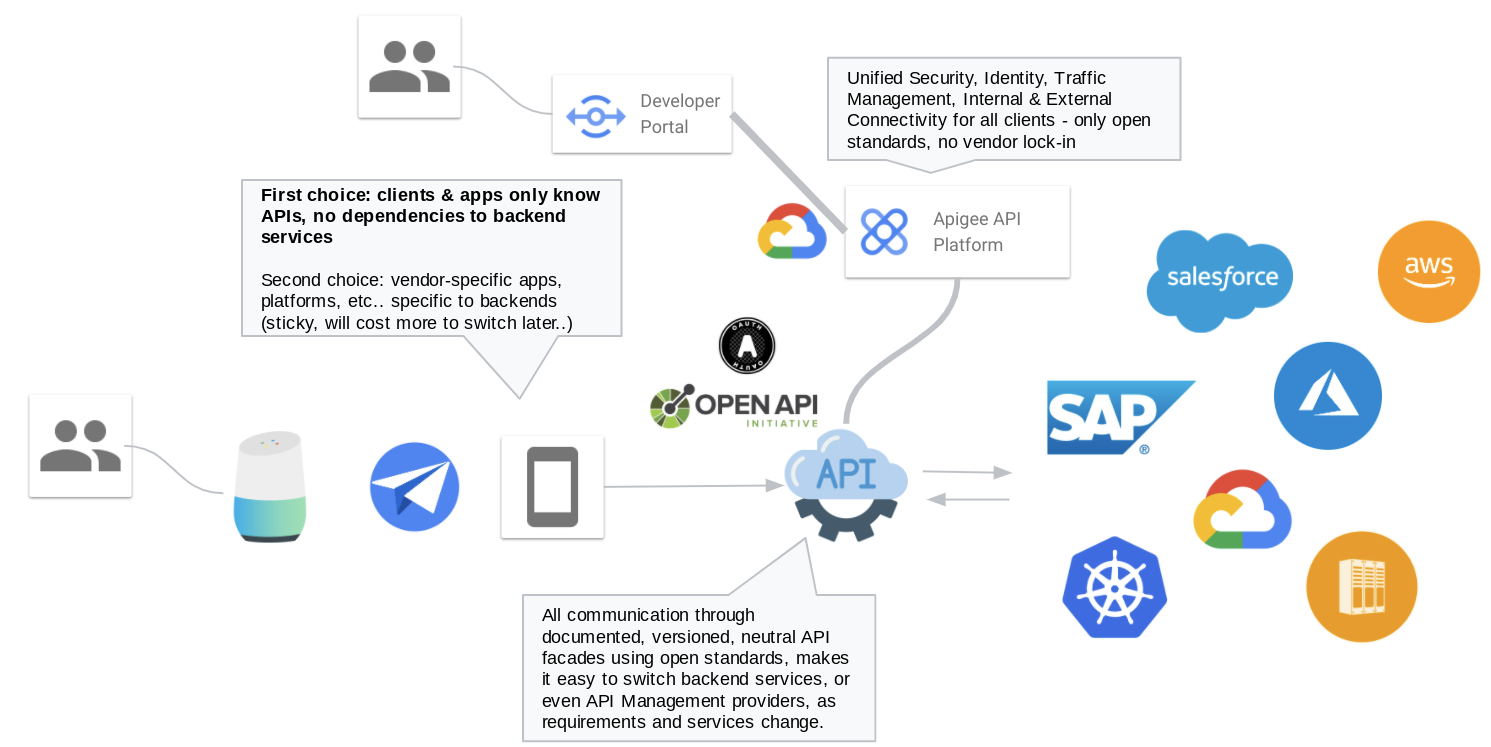 Developer
Portal
Unified Security, Identity, Traffic
Management, Internal & External
Connectivity for all clients - only open
standards, no vendor lock-in
First choice: clients & apps only know
APIs, no dependencies to backend
services
Second choice: vendor-specific apps,
platforms, etc.. specific to backends
(sticky, will cost more to switch later..)
Apigee API
Platform
salesforce
aws
OAUTH
A
OAUTH
OPEN API
INITIATIVE
SAP
®
API
All communication through
documented, versioned, neutral API
facades using open standards, makes
it easy to switch backend services, or
even API Management providers, as
requirements and services change.